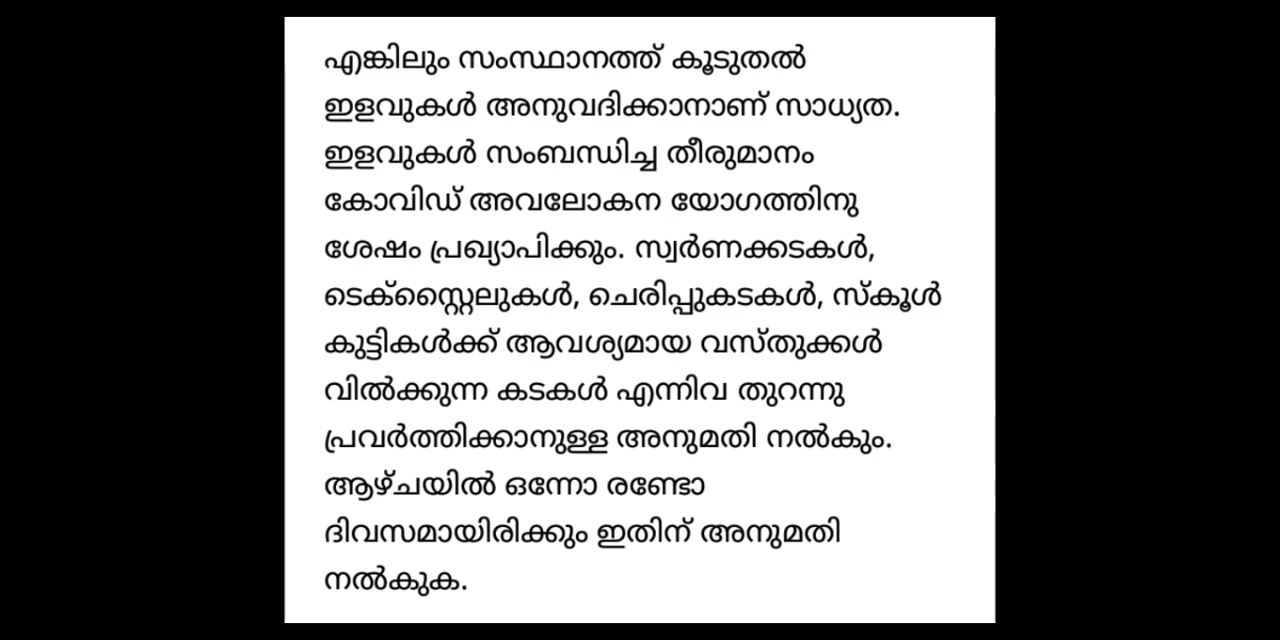 എങ്കിലും സംസ്ഥാനത്ത് കൂടുതൽ
ഇളവുകൾ അനുവദിക്കാനാണ് സാധ്യത.
ഇളവുകൾ സംബന്ധിച്ച തീരുമാനം
കോവിഡ് അവലോകന യോഗത്തിനു
ശേഷം പ്രഖ്യാപിക്കും. സ്വർണക്കടകൾ,
ടെക്സ്റ്റൈലുകൾ, ചെരിപ്പുകടകൾ, സ്കൂൾ
കുട്ടികൾക്ക് ആവശ്യമായ വസ്തുക്കൾ
വിൽക്കുന്ന കടകൾ എന്നിവ തുറന്നു
പ്രവർത്തിക്കാനുള്ള അനുമതി നൽകും.
ആഴ്ചയിൽ ഒന്നോ രണ്ടോ
ദിവസമായിരിക്കും ഇതിന് അനുമതി
നൽകുക.